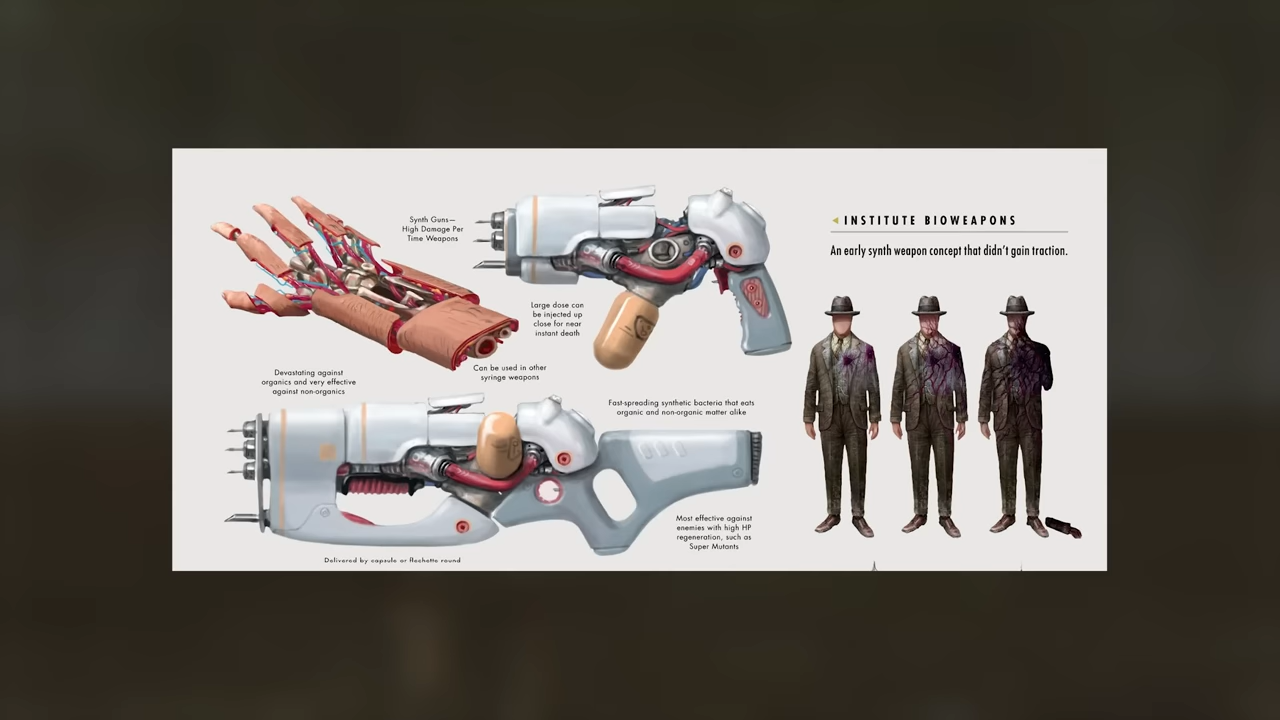 Synth Guns—
High Damage Per
Time Weapons
Large dose can
be injected up
close for near
instant death
Can be used in other
syringe weapons
Devastating against
organics and very effective
against non-organics
Fast-spreading synthetic bacteria that eats
organic and non-organic matter alike
Most effective against
enemies with high HP
regeneration, such as
Super Mutants
Delivered by capsule or flechette round
INSTITUTE BIOWEAPONS
An early synth weapon concept that didn't gain traction.